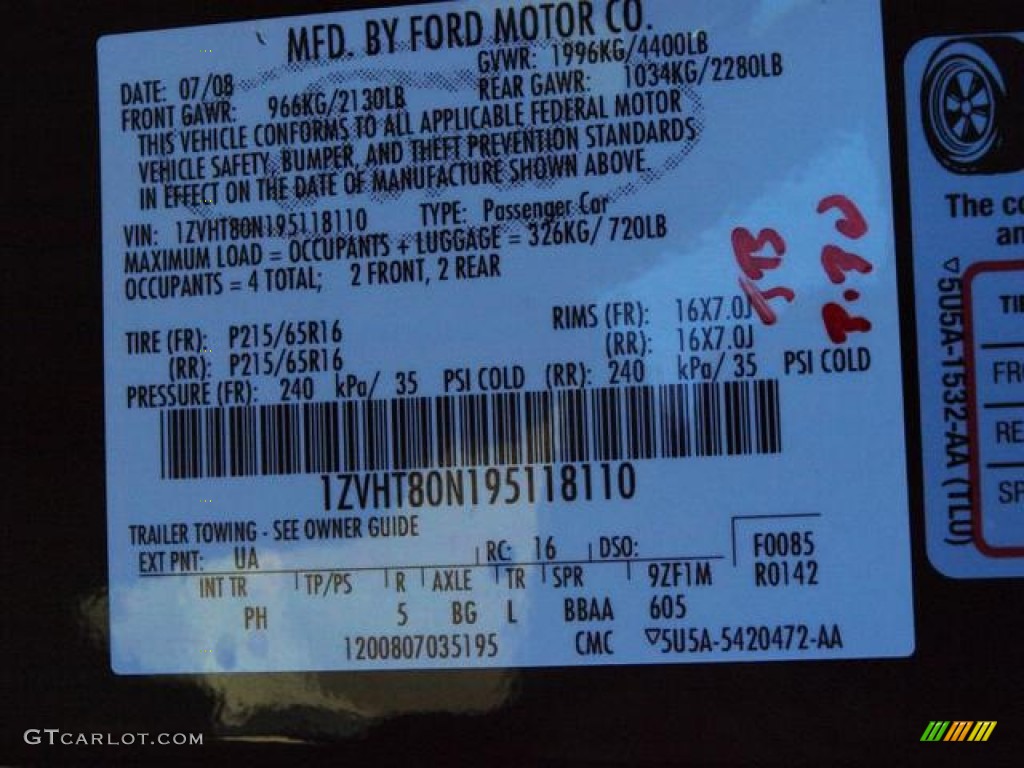 MFD. BY FORD MOTOR CO.
DATE: 07/08
GVWR: 1996KG/4400LB
FRONT GAWR: 966KG/2130LB
REAR GAWR: 1034KG/2280LB
THIS VEHICLE CONFORMS TO ALL APPLICABLE FEDERAL MOTOR
VEHICLE SAFETY, BUMPER, AND THEFT PREVENTION STANDARDS
IN EFFECT ON THE DATE OF MANUFACTURE SHOWN ABOVE.
VIN: 1ZVHT80N195118110 TYPE: Passenger Car
MAXIMUM LOAD = OCCUPANTS + LUGGAGE = 326KG/ 720LB
OCCUPANTS = 4 TOTAL; 2 FRONT, 2 REAR
TIRE (FR): P215/65R16 RIMS (FR): 16X7.0J
(RR): P215/65R16 (RR): 16X7.0J
PRESSURE (FR): 240 kPa/ 35 PSI COLD (RR): 240 kPa/ 35 PSI COLD
1ZVHT80N195118110
TRAILER TOWING - SEE OWNER GUIDE
EXT PNT: UA RC: 16 DSO: F0085
INT TR TP/PS R AXLE TR SPR 9ZF1M R0142
PH 5 BG L BBAA 605
1200807035195 CMC ▽5U5A-5420472-AA
The co
an
▽5U5A-1532-AA (TL0)
TI
FR
RE
SP
GTCARLOT.COM